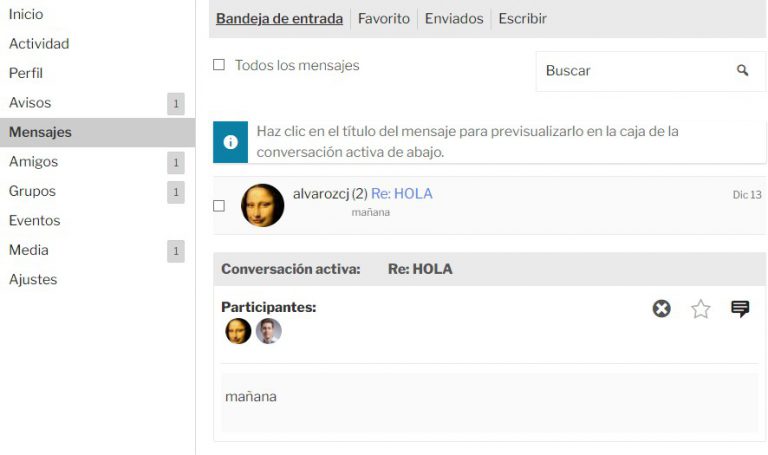 Inicio
Actividad
Perfil
Avisos 1
Mensajes
Amigos 1
Grupos 1
Eventos
Media 1
Ajustes
Bandeja de entrada Favorito Enviados Escribir
Todos los mensajes
Buscar
Haz clic en el título del mensaje para previsualizarlo en la caja de la
conversación activa de abajo.
alvarozcj (2) Re: HOLA
mañana
Dic 13
Conversación activa: Re: HOLA
Participantes:
mañana